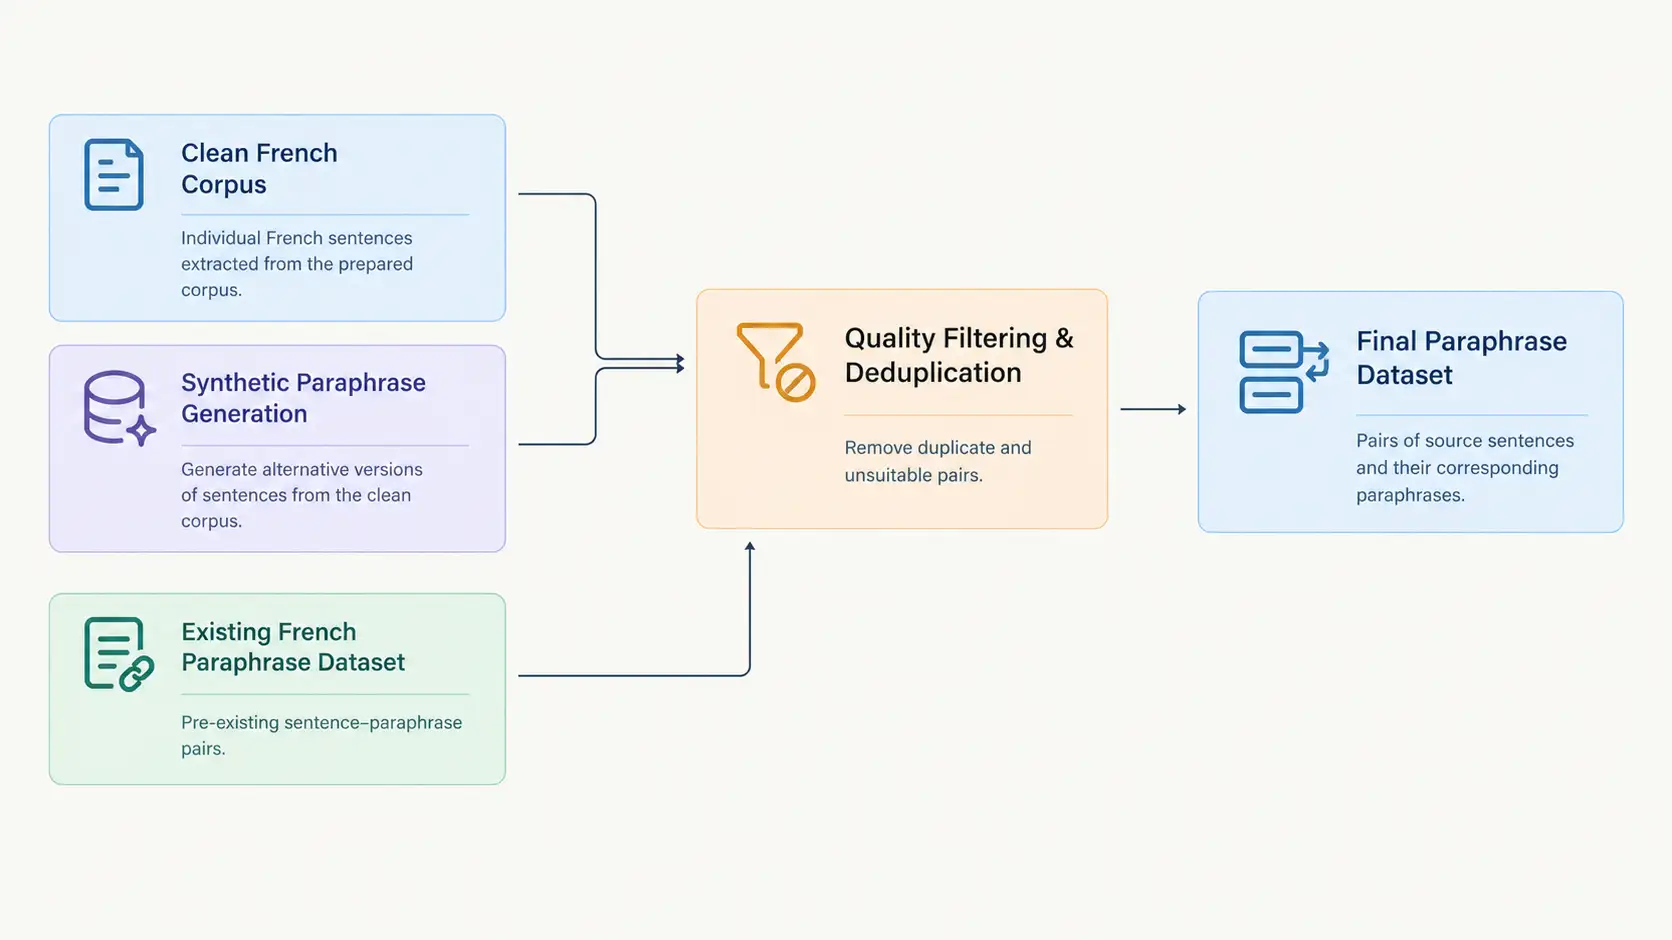 Clean French
Corpus
Individual French sentences
extracted from the prepared
corpus.
Synthetic Paraphrase
Generation
Generate alternative versions
of sentences from the clean
corpus.
Existing French
Paraphrase Dataset
Pre-existing sentence–paraphrase
pairs.
Quality Filtering &
Deduplication
Remove duplicate and
unsuitable pairs.
Final Paraphrase
Dataset
Pairs of source sentences
and their corresponding
paraphrases.